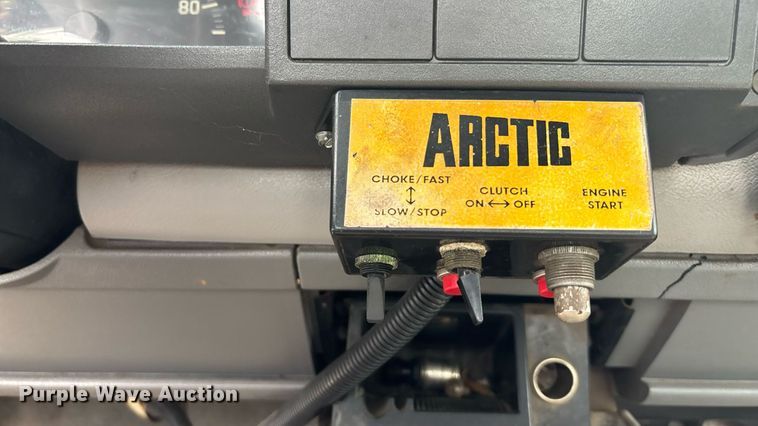 80
ARCTIC
CHOKE/FAST
SLOW/STOP
CLUTCH
ON ↔ OFF
ENGINE
START
Purple Wave Auction